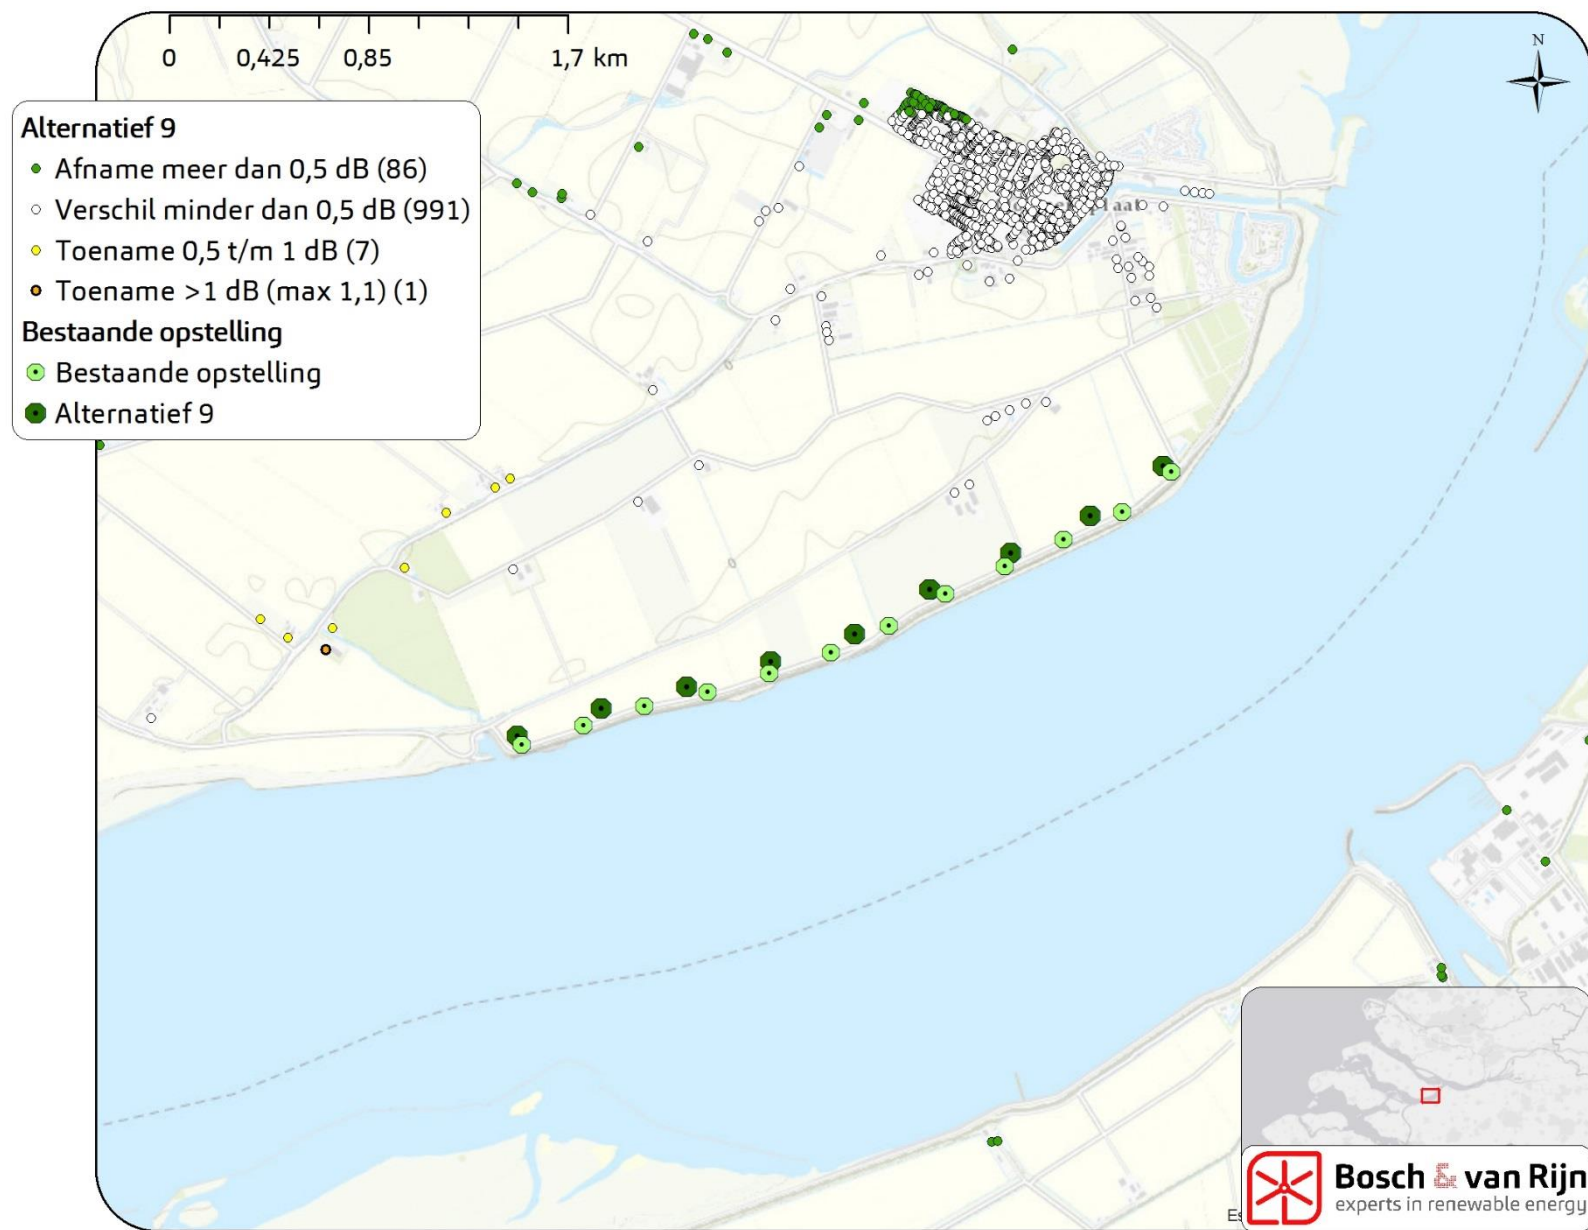 0 0,425 0,85 1,7 km
N
Alternatief 9
Afname meer dan 0,5 dB (86)
Verschil minder dan 0,5 dB (991)
Toename 0,5 t/m 1 dB (7)
Toename >1 dB (max 1,1) (1)
Bestaande opstelling
Bestaande opstelling
Alternatief 9
0
0
Bosch & van Rijn
experts in renewable energy